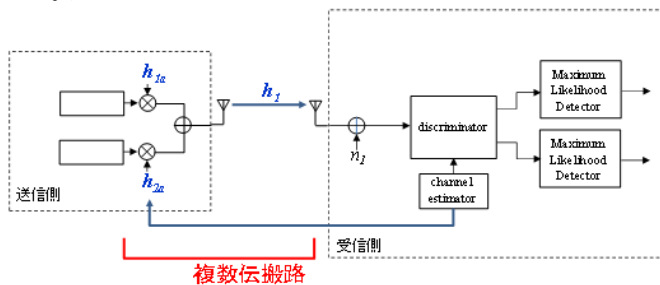 h1a
h1
h2a
送信側
n1
discriminator
channel
estimator
Maximum
Likelihood
Detector
Maximum
Likelihood
Detector
受信側
複数伝搬路